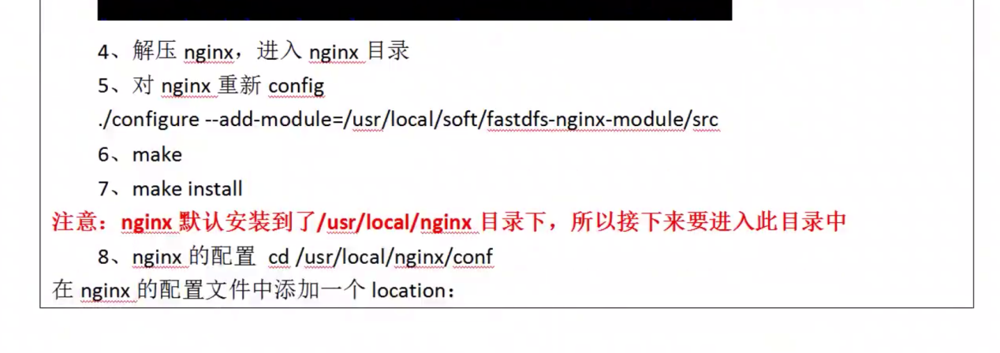 4、解压 nginx，进入 nginx 目录
5、对 nginx 重新 config
./configure --add-module=/usr/local/soft/fastdfs-nginx-module/src
6、make
7、make install
注意：nginx 默认安装到了/usr/local/nginx 目录下，所以接下来要进入此目录中
8、nginx 的配置 cd /usr/local/nginx/conf
在 nginx 的配置文件中添加一个 location：